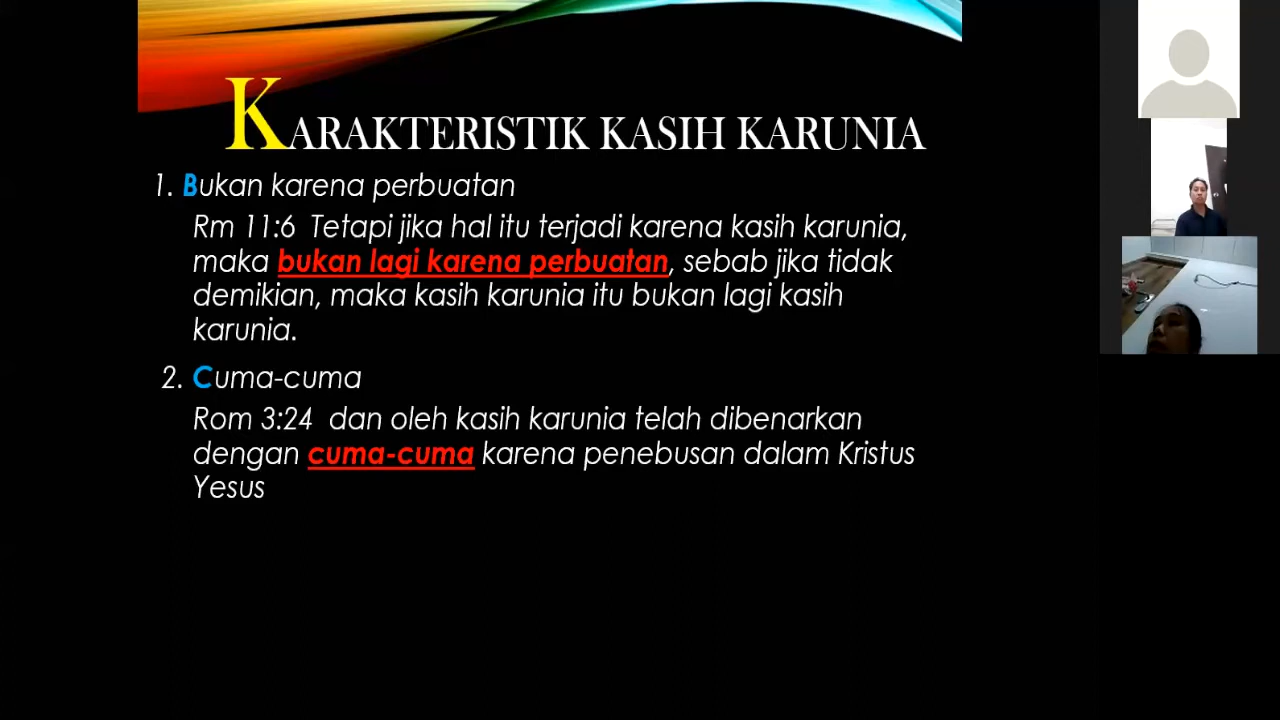 KARAKTERISTIK KASIH KARUNIA
1. Bukan karena perbuatan
Rm 11:6 Tetapi jika hal itu terjadi karena kasih karunia,
maka bukan lagi karena perbuatan, sebab jika tidak
demikian, maka kasih karunia itu bukan lagi kasih
karunia.
2. Cuma-cuma
Rom 3:24 dan oleh kasih karunia telah dibenarkan
dengan cuma-cuma karena penebusan dalam Kristus
Yesus